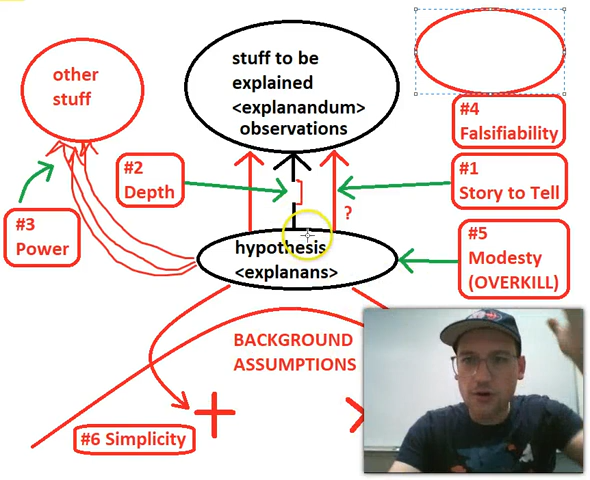 other
stuff
stuff to be
explained
<explanandum>
observations
#4
Falsifiability
#2
Depth
#1
Story to Tell
?
#3
Power
hypothesis
<explanans>
#5
Modesty
(OVERKILL)
BACKGROUND
ASSUMPTIONS
#6 Simplicity